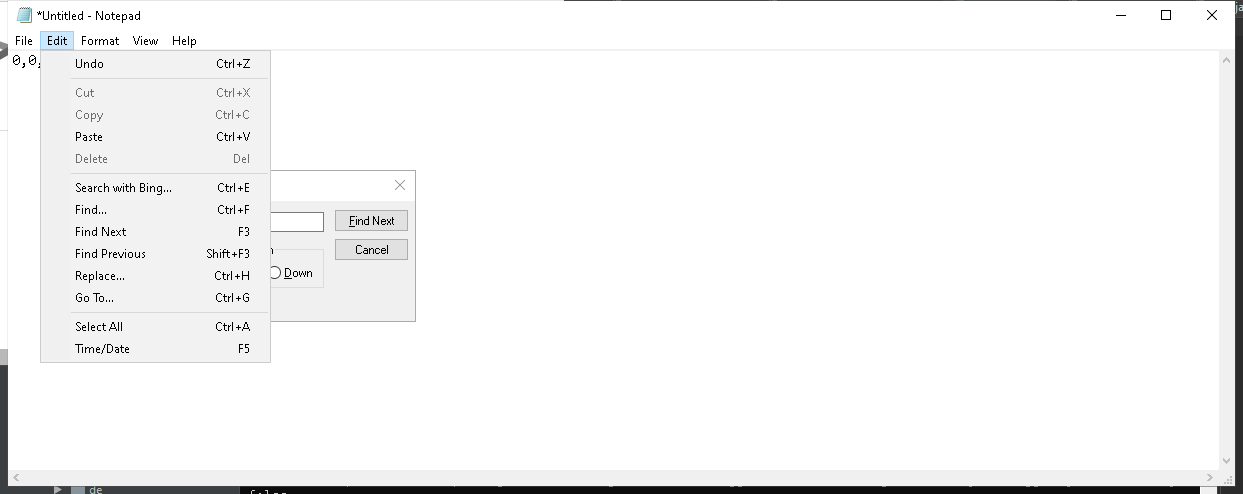 *Untitled - Notepad
File Edit Format View Help
0,0,
Undo Ctrl+Z
Cut Ctrl+X
Copy Ctrl+C
Paste Ctrl+V
Delete Del
Search with Bing... Ctrl+E
Find... Ctrl+F
Find Next F3
Find Previous Shift+F3
Replace... Ctrl+H
Go To... Ctrl+G
Select All Ctrl+A
Time/Date F5
Find Next
Cancel
Down
de